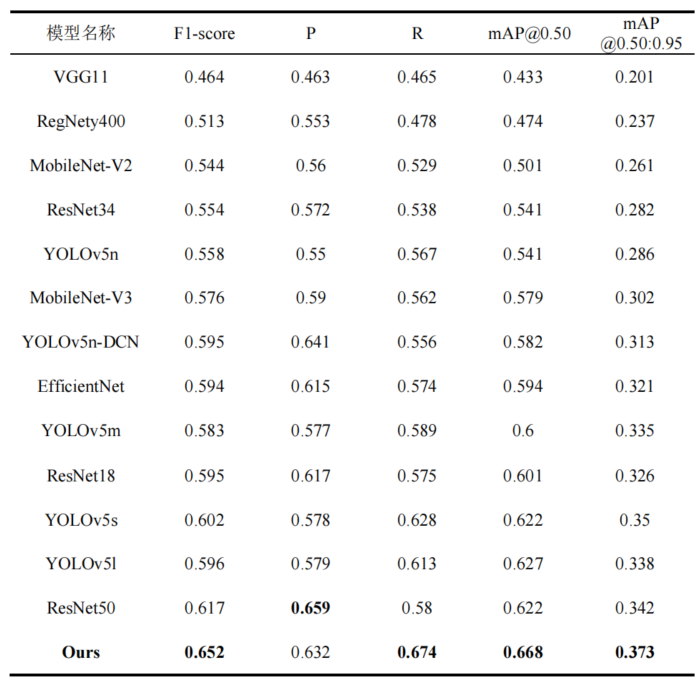 模型名称 F1-score P R mAP@0.50 mAP @0.50:0.95
VGG11 0.464 0.463 0.465 0.433 0.201
RegNety400 0.513 0.553 0.478 0.474 0.237
MobileNet-V2 0.544 0.56 0.529 0.501 0.261
ResNet34 0.554 0.572 0.538 0.541 0.282
YOLOv5n 0.558 0.55 0.567 0.541 0.286
MobileNet-V3 0.576 0.59 0.562 0.579 0.302
YOLOv5n-DCN 0.595 0.641 0.556 0.582 0.313
EfficientNet 0.594 0.615 0.574 0.594 0.321
YOLOv5m 0.583 0.577 0.589 0.6 0.335
ResNet18 0.595 0.617 0.575 0.601 0.326
YOLOv5s 0.602 0.578 0.628 0.622 0.35
YOLOv5l 0.596 0.579 0.613 0.627 0.338
ResNet50 0.617 0.659 0.58 0.622 0.342
Ours 0.652 0.632 0.674 0.668 0.373